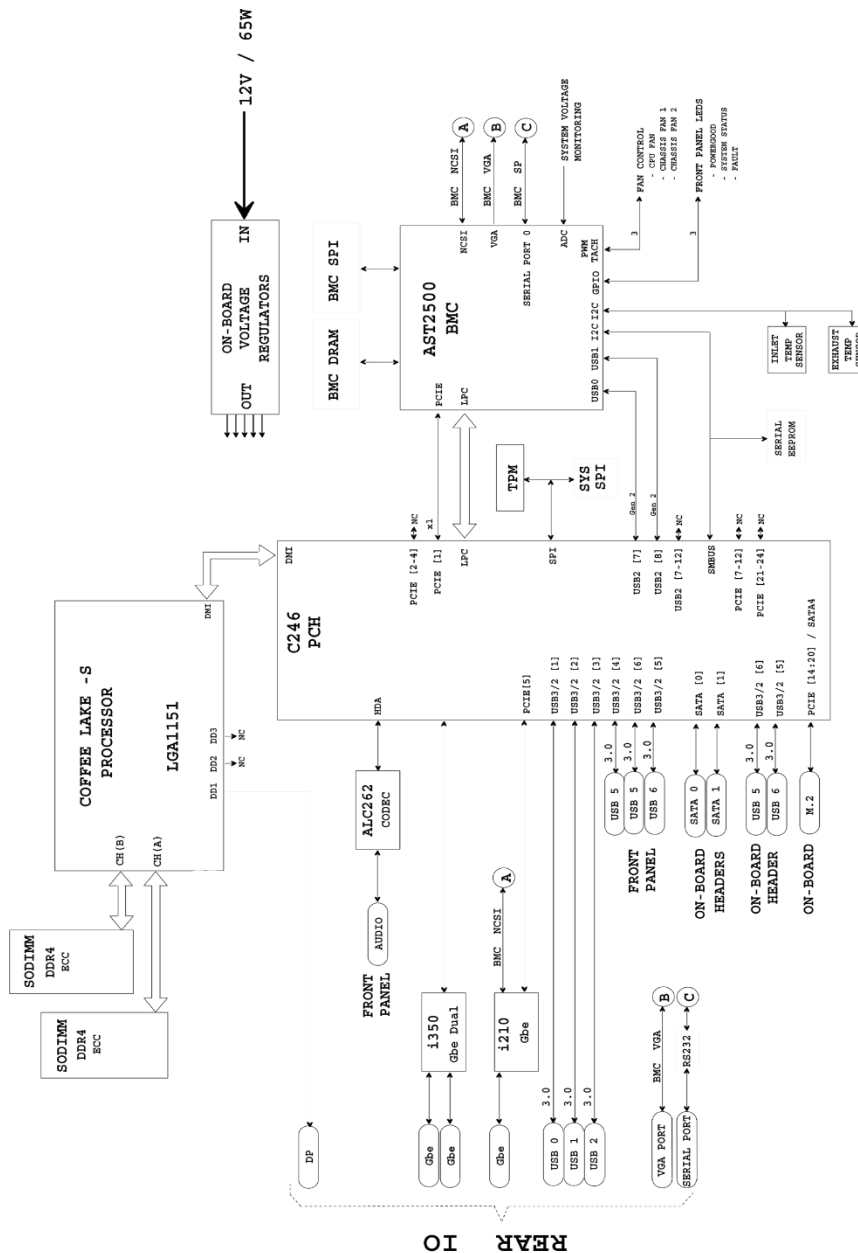 12V / 65W
IN
ON-BOARD
VOLTAGE
REGULATORS
OUT
BMC SPI
BMC DRAM
BMC NCSI
A
BMC VGA
B
BMC SP
C
SYSTEM VOLTAGE
MONITORING
NCSI
VGA
SERIAL PORT 0
ADC
PWM
TACH
GPIO
I2C
I2C
USB1
USB0
AST2500
BMC
PCIE
LPC
3
FAN CONTROL
- CPU FAN
- CHASSIS FAN 1
- CHASSIS FAN 2
3
FRONT PANEL LEDS
- POWERGOOD
- SYSTEM STATUS
- FAULT
INLET
TEMP
SENSOR
EXHAUST
TEMP
SERIAL
EEPROM
TPM
SYS
SPI
x1
Gen 2
Gen 2
COFFEE LAKE -S
PROCESSOR
LGA1151
DMI
CH(B)
CH(A)
DD1
DD2
DD3
NC
NC
SODIMM
DDR4
ECC
SODIMM
DDR4
ECC
C246
PCH
DMI
PCIE [2-4]
NC
PCIE [1]
LPC
SPI
USB2 [7]
USB2 [8]
USB2 [7-12]
NC
SMBUS
PCIE [7-12]
NC
PCIE [21-24]
NC
HDA
PCIE[5]
USB3/2 [1]
USB3/2 [2]
USB3/2 [3]
USB3/2 [4]
USB3/2 [6]
USB3/2 [5]
SATA [0]
SATA [1]
USB3/2 [6]
USB3/2 [5]
PCIE [14:20] / SATA4
ALC262
CODEC
AUDIO
FRONT
PANEL
i350
Gbe Dual
i210
Gbe
BMC NCSI
A
3.0
USB 5
3.0
USB 5
3.0
USB 6
FRONT
PANEL
SATA 0
SATA 1
ON-BOARD
HEADERS
3.0
USB 5
3.0
USB 6
ON-BOARD
HEADER
M.2
ON-BOARD
DP
Gbe
Gbe
Gbe
3.0
USB 0
3.0
USB 1
3.0
USB 2
VGA PORT
BMC VGA
B
SERIAL PORT
RS232
C
REAR IO